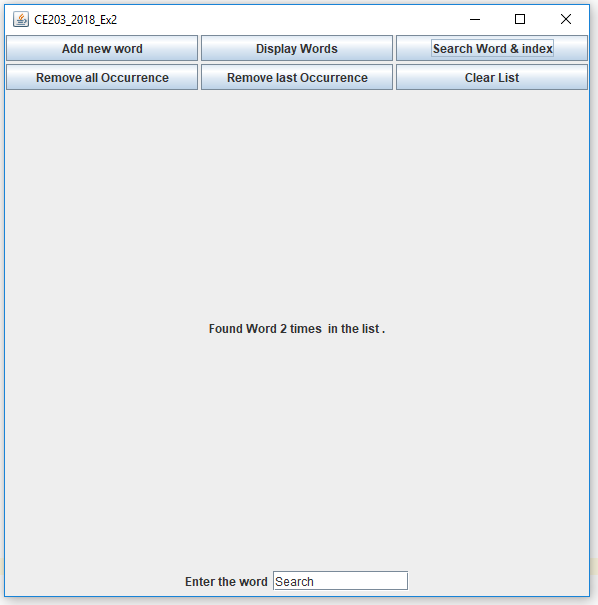 CE203_2018_Ex2
Add new word Display Words Search Word & index
Remove all Occurrence Remove last Occurrence Clear List
Found Word 2 times in the list .
Enter the word Search